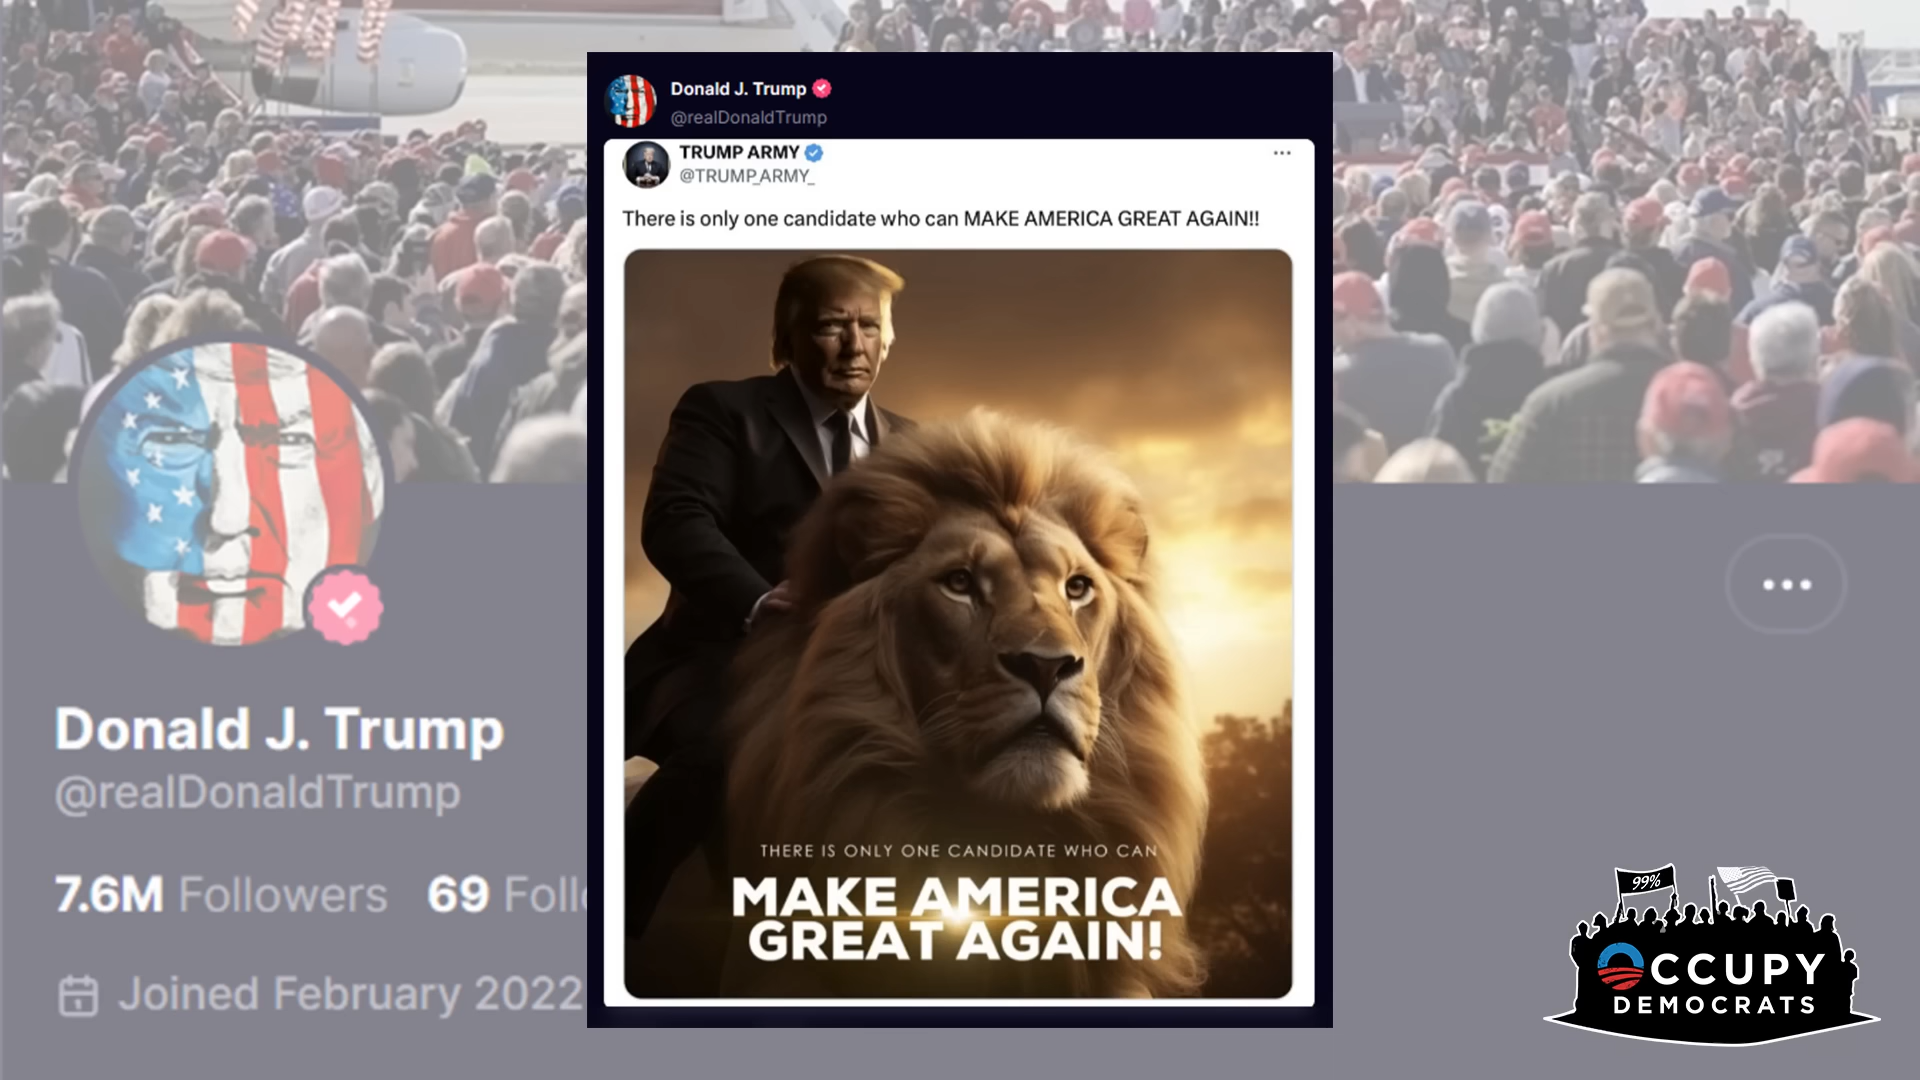 Donald J. Trump
@realDonaldTrump
TRUMP ARMY
@TRUMP_ARMY_
There is only one candidate who can MAKE AMERICA GREAT AGAIN!!
THERE IS ONLY ONE CANDIDATE WHO CAN
MAKE AMERICA
GREAT AGAIN!
Donald J. Trump
@realDonaldTrump
7.6M Followers 69 Follo
Joined February 2022
99%
OCCUPY
DEMOCRATS